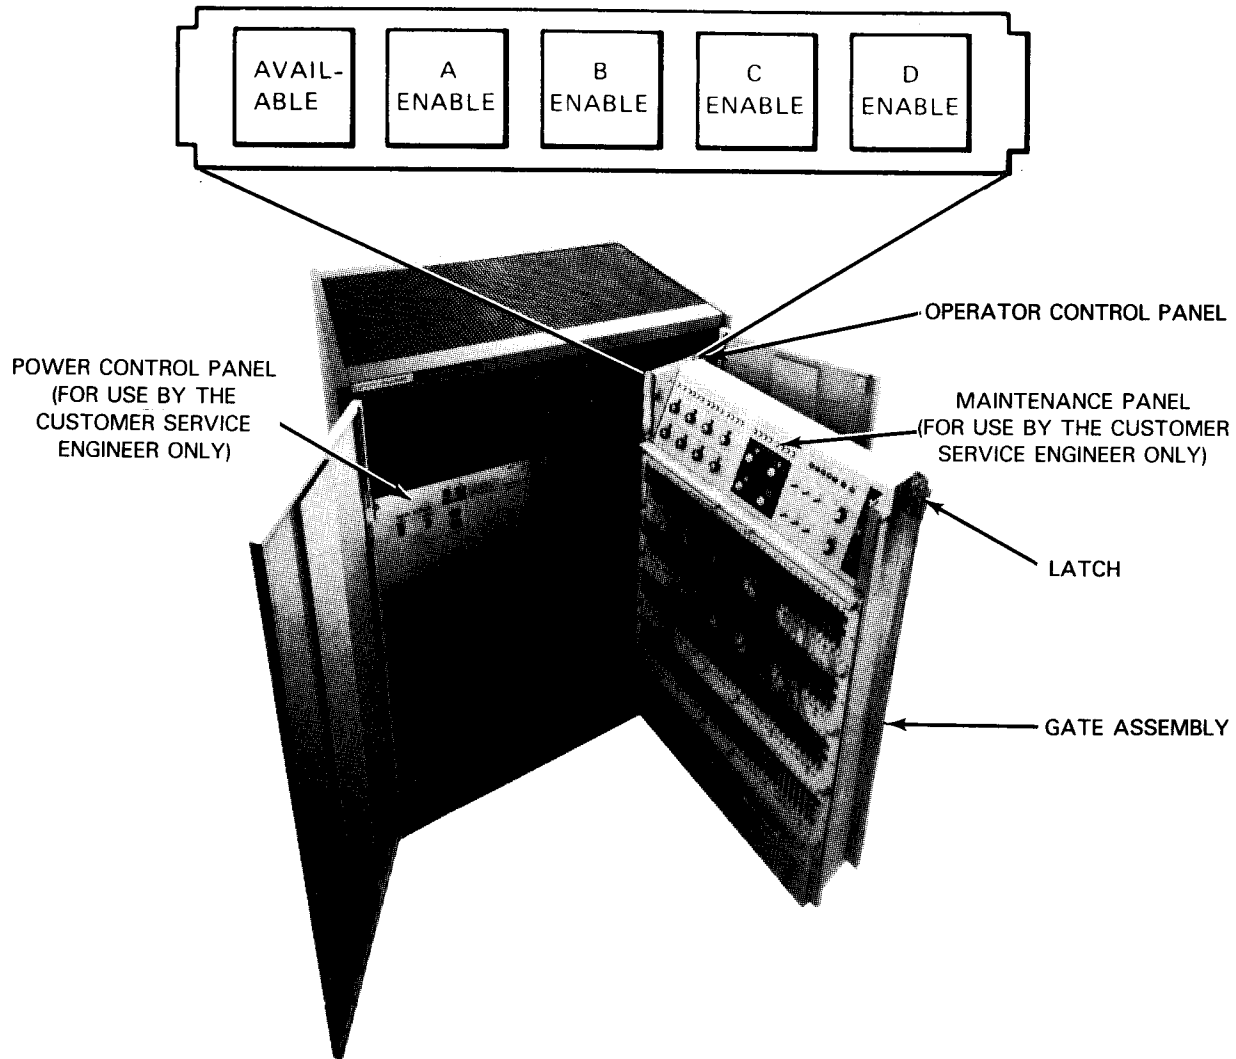 AVAIL-
ABLE
A
ENABLE
B
ENABLE
C
ENABLE
D
ENABLE
OPERATOR CONTROL PANEL
POWER CONTROL PANEL
(FOR USE BY THE
CUSTOMER SERVICE
ENGINEER ONLY)
MAINTENANCE PANEL
(FOR USE BY THE CUSTOMER
SERVICE ENGINEER ONLY)
LATCH
GATE ASSEMBLY